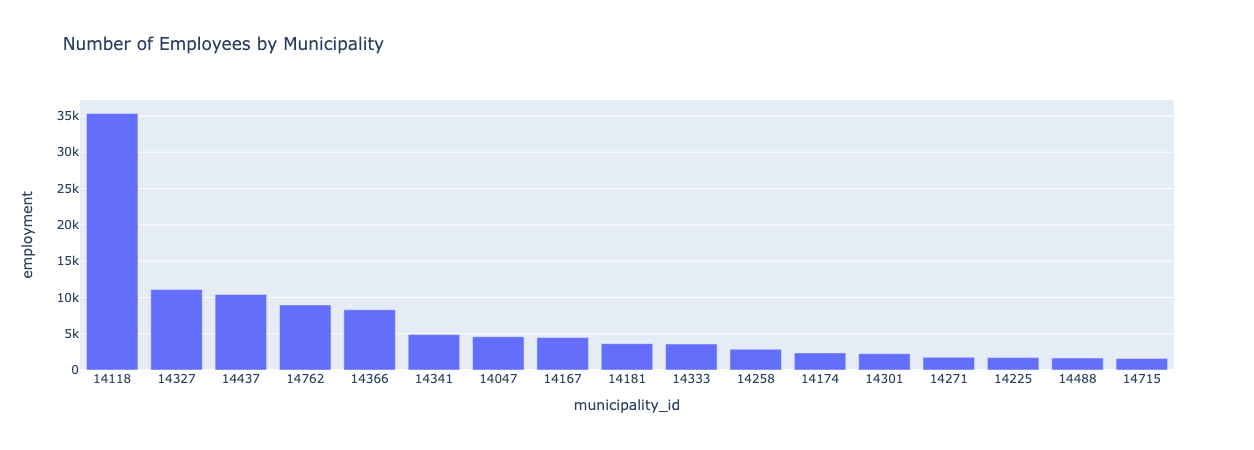 Number of Employees by Municipality
employment
35k
30k
25k
20k
15k
10k
5k
0
14118 14327 14437 14762 14366 14341 14047 14167 14181 14333 14258 14174 14301 14271 14225 14488 14715
municipality_id